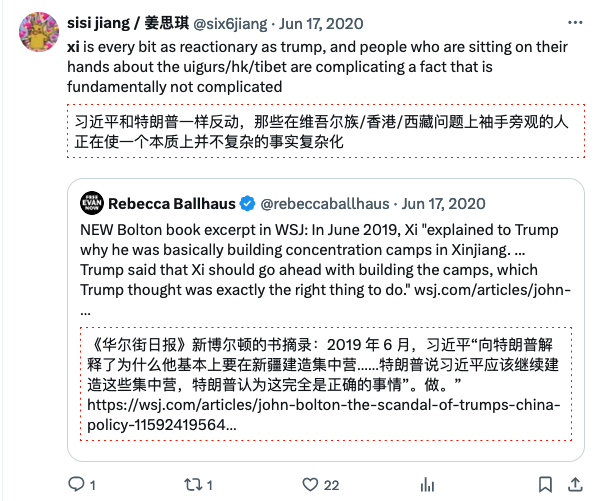 sisi jiang / 姜思琪 @six6jiang · Jun 17, 2020
xi is every bit as reactionary as trump, and people who are sitting on their
hands about the uigurs/hk/tibet are complicating a fact that is
fundamentally not complicated
习近平和特朗普一样反动，那些在维吾尔族/香港/西藏问题上袖手旁观的人
正在使一个本质上并不复杂的事实复杂化
FREE
EVAN
NOW
Rebecca Ballhaus @rebeccaballhaus · Jun 17, 2020
NEW Bolton book excerpt in WSJ: In June 2019, Xi "explained to Trump
why he was basically building concentration camps in Xinjiang. ...
Trump said that Xi should go ahead with building the camps, which
Trump thought was exactly the right thing to do." wsj.com/articles/john-
...
《华尔街日报》新博尔顿的书摘录：2019 年 6 月，习近平“向特朗普解
释了为什么他基本上要在新疆建造集中营……特朗普说习近平应该继续建
造这些集中营，特朗普认为这完全是正确的事情”。做。”
https://wsj.com/articles/john-bolton-the-scandal-of-trumps-china-
policy-11592419564...
1 1 22